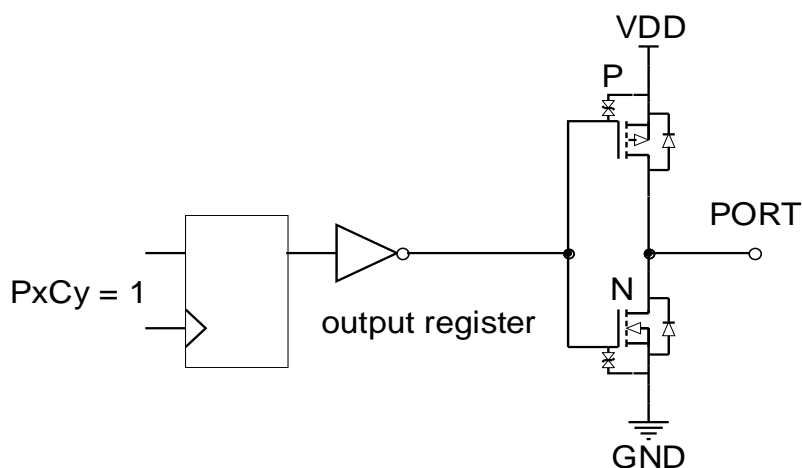 VDD
P
PORT
PxCy = 1
N
output register
GND